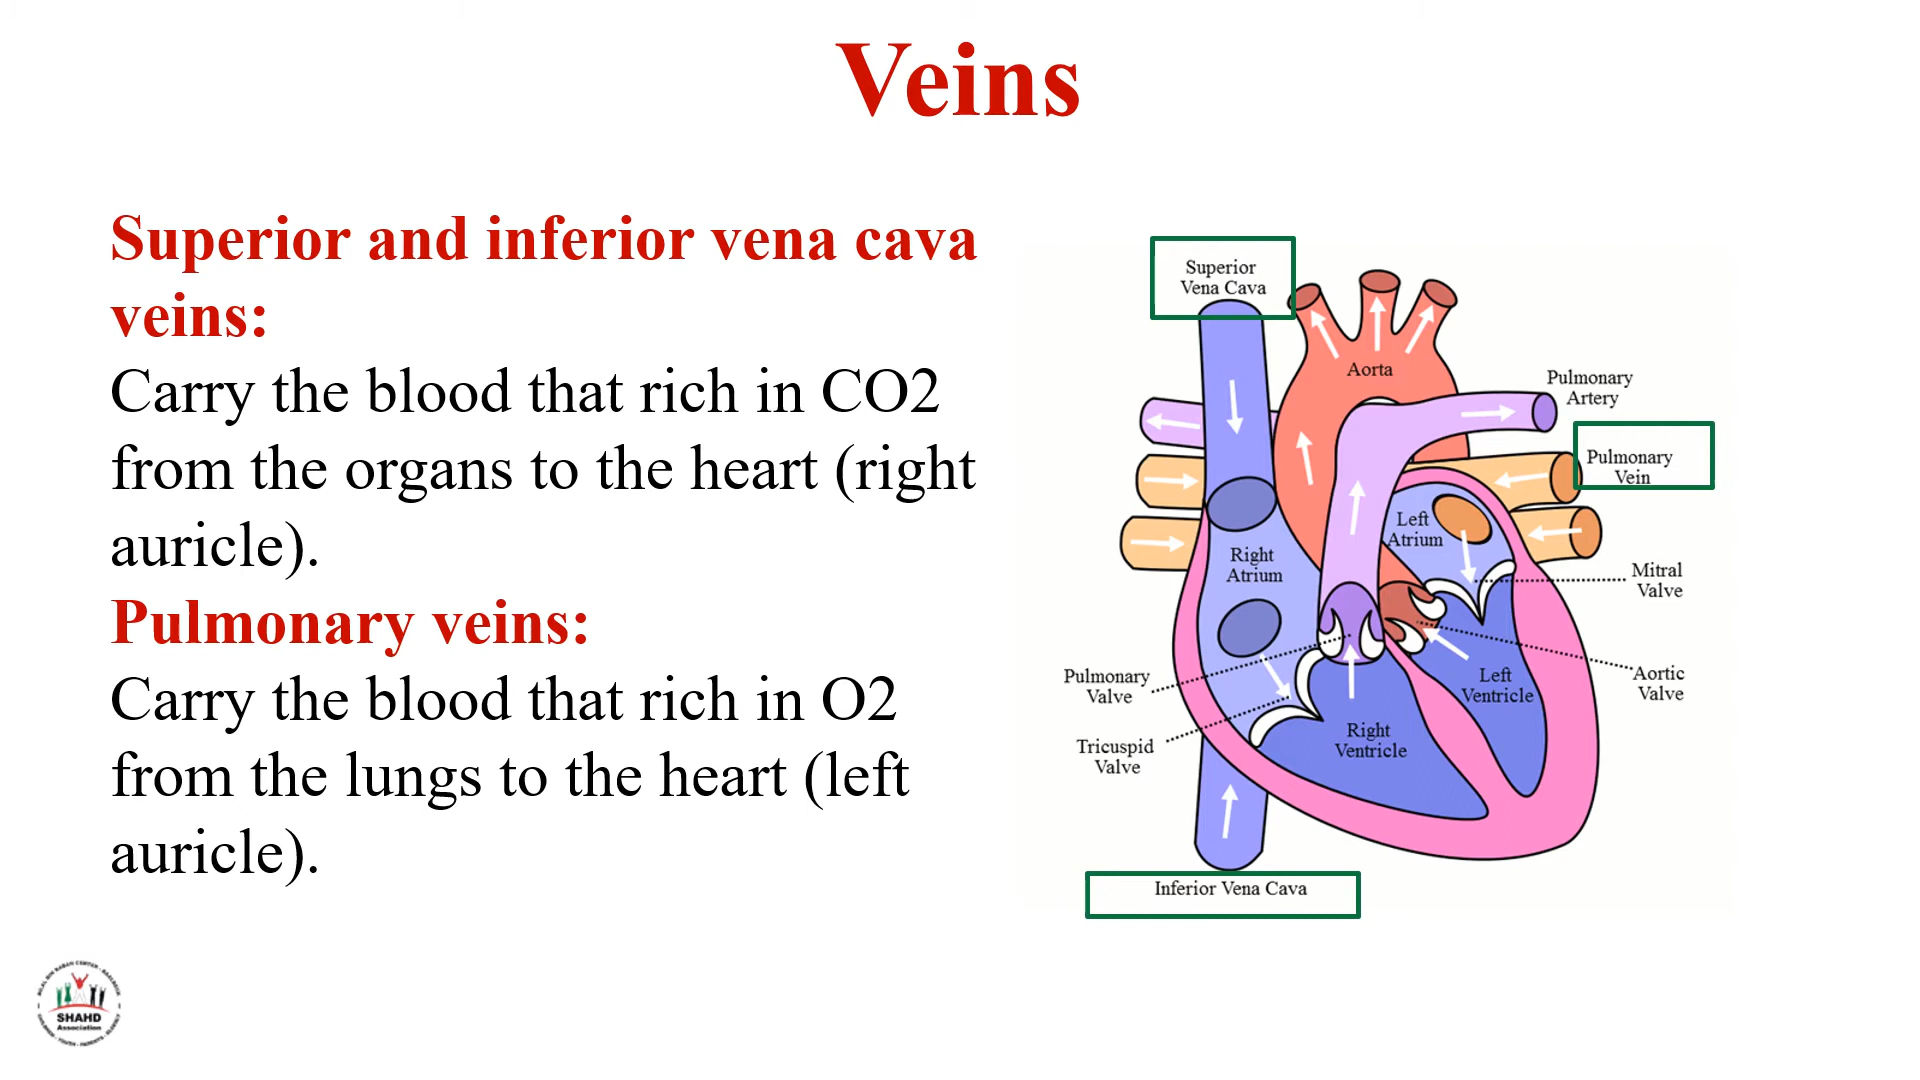 Veins
Superior and inferior vena cava
veins:
Carry the blood that rich in CO2
from the organs to the heart (right
auricle).
Pulmonary veins:
Carry the blood that rich in O2
from the lungs to the heart (left
auricle).
Superior
Vena Cava
Aorta
Pulmonary
Artery
Pulmonary
Vein
Left
Atrium
Right
Atrium
Mitral
Valve
Pulmonary
Valve
Aortic
Valve
Left
Ventricle
Right
Ventricle
Tricuspid
Valve
Inferior Vena Cava
SHAHD
Association